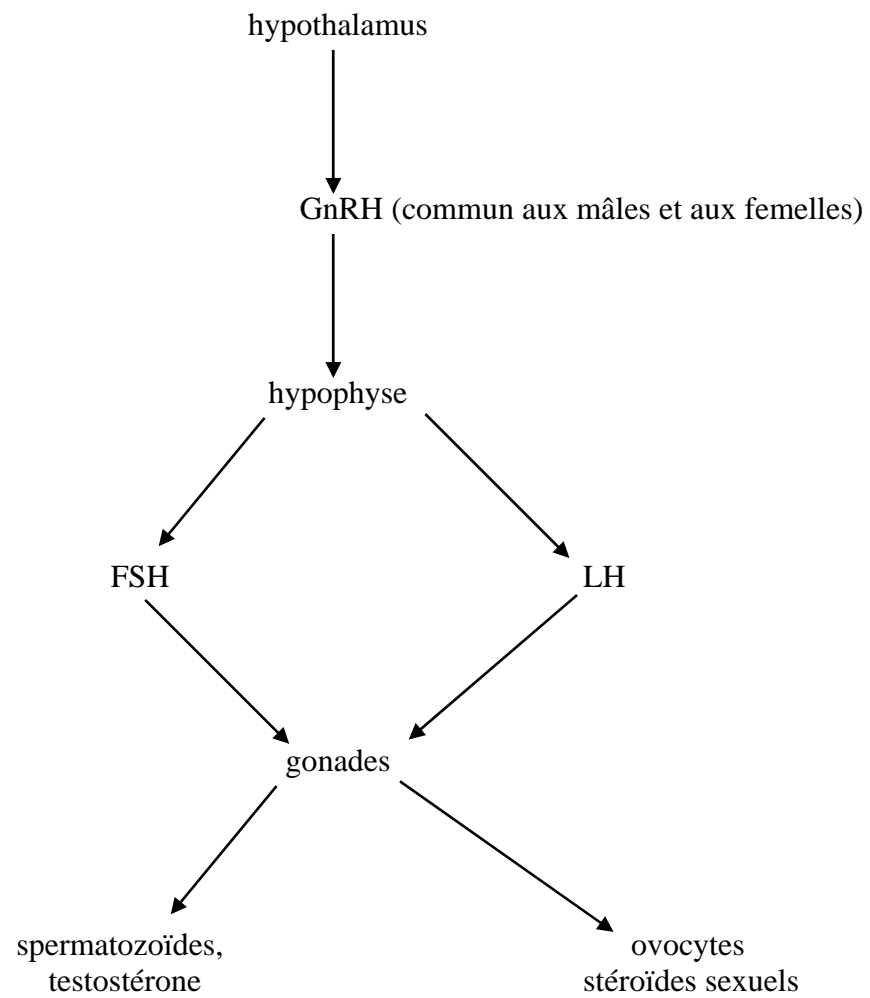 hypothalamus
GnRH (commun aux mâles et aux femelles)
hypophyse
FSH
LH
gonades
spermatozoïdes,
testostérone
ovocytes
stéroïdes sexuels